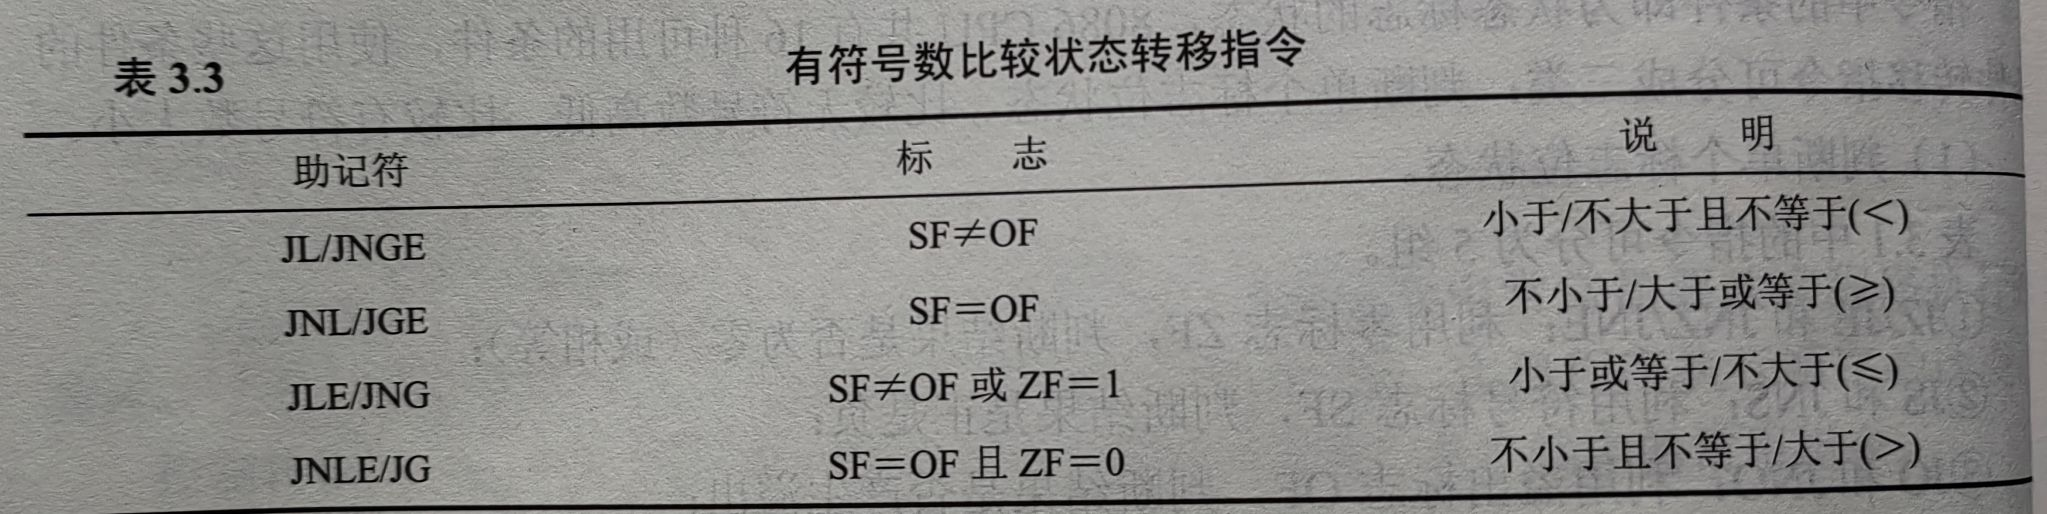 表 3.3 有符号数比较状态转移指令
助记符 标 志 说 明
JL/JNGE SF≠OF 小于/不大于且不等于(<)
JNL/JGE SF=OF 不小于/大于或等于(≥)
JLE/JNG SF≠OF 或 ZF=1 小于或等于/不大于(≤)
JNLE/JG SF=OF 且 ZF=0 不小于且不等于/大于(>)